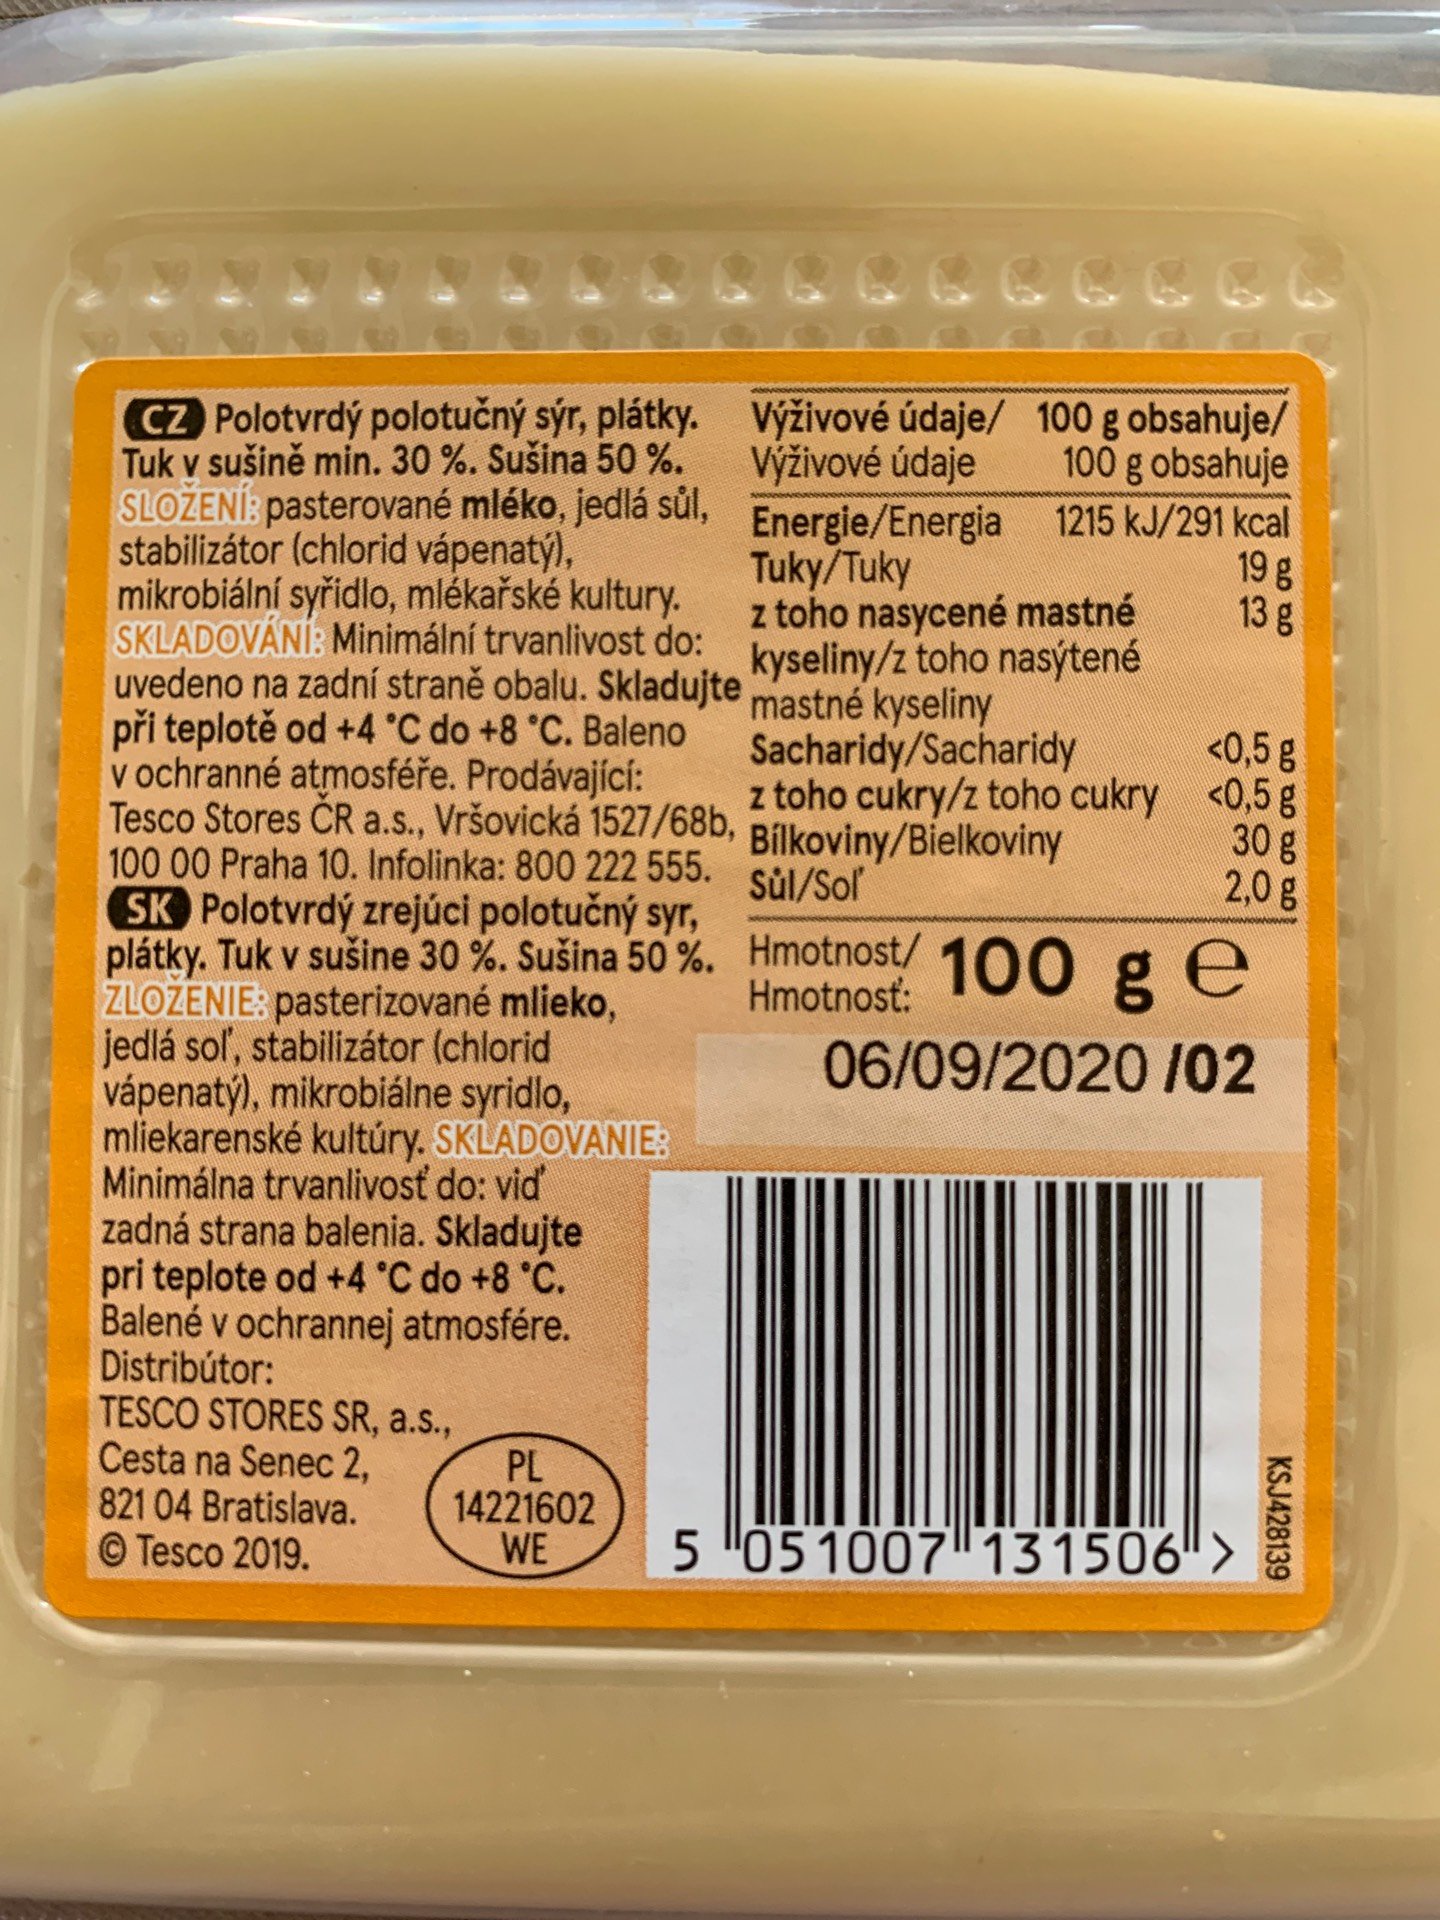 CZ Polotvrdý polotučný sýr, plátky.
Tuk v sušině min. 30 %. Sušina 50 %.
SLOŽENÍ: pasterované mléko, jedlá sůl,
stabilizátor (chlorid vápenatý),
mikrobiální syřidlo, mlékařské kultury.
SKLADOVÁNÍ: Minimální trvanlivost do:
uvedeno na zadní straně obalu. Skladujte
při teplotě od +4 °C do +8 °C. Baleno
v ochranné atmosféře. Prodávající:
Tesco Stores ČR a.s., Vršovická 1527/68b,
100 00 Praha 10. Infolinka: 800 222 555.
SK Polotvrdý zrejúci polotučný syr,
plátky. Tuk v sušine 30 %. Sušina 50 %.
ZLOŽENIE: pasterizované mlieko,
jedlá soľ, stabilizátor (chlorid
vápenatý), mikrobiálne syridlo,
mliekarenské kultúry. SKLADOVANIE:
Minimálna trvanlivosť do: viď
zadná strana balenia. Skladujte
pri teplote od +4 °C do +8 °C.
Balené v ochrannej atmosfére.
Distribútor:
TESCO STORES SR, a.s.,
Cesta na Senec 2,
821 04 Bratislava.
© Tesco 2019.
PL
14221602
WE
Výživové údaje/ 100 g obsahuje/
Výživové údaje 100 g obsahuje
Energie/Energia 1215 kJ/291 kcal
Tuky/Tuky 19 g
z toho nasycené mastné 13 g
kyseliny/z toho nasýtené
mastné kyseliny
Sacharidy/Sacharidy <0,5 g
z toho cukry/z toho cukry <0,5 g
Bílkoviny/Bielkoviny 30 g
Sůl/Soľ 2,0 g
Hmotnost/
Hmotnosť: 100 g e
06/09/2020 /02
5 051007 131506 >
KSJ428139